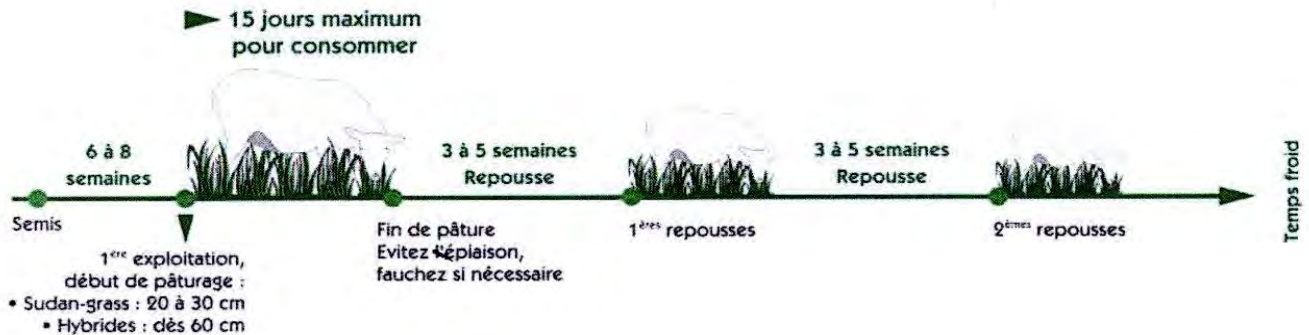 15 jours maximum
pour consommer
6 à 8
semaines
3 à 5 semaines
Repousse
3 à 5 semaines
Repousse
Temps froid
Semis
1ère exploitation,
début de pâturage :
• Sudan-grass : 20 à 30 cm
• Hybrides : dès 60 cm
Fin de pâture
Evitez l'épiaison,
fauchez si nécessaire
1ères repousses
2èmes repousses